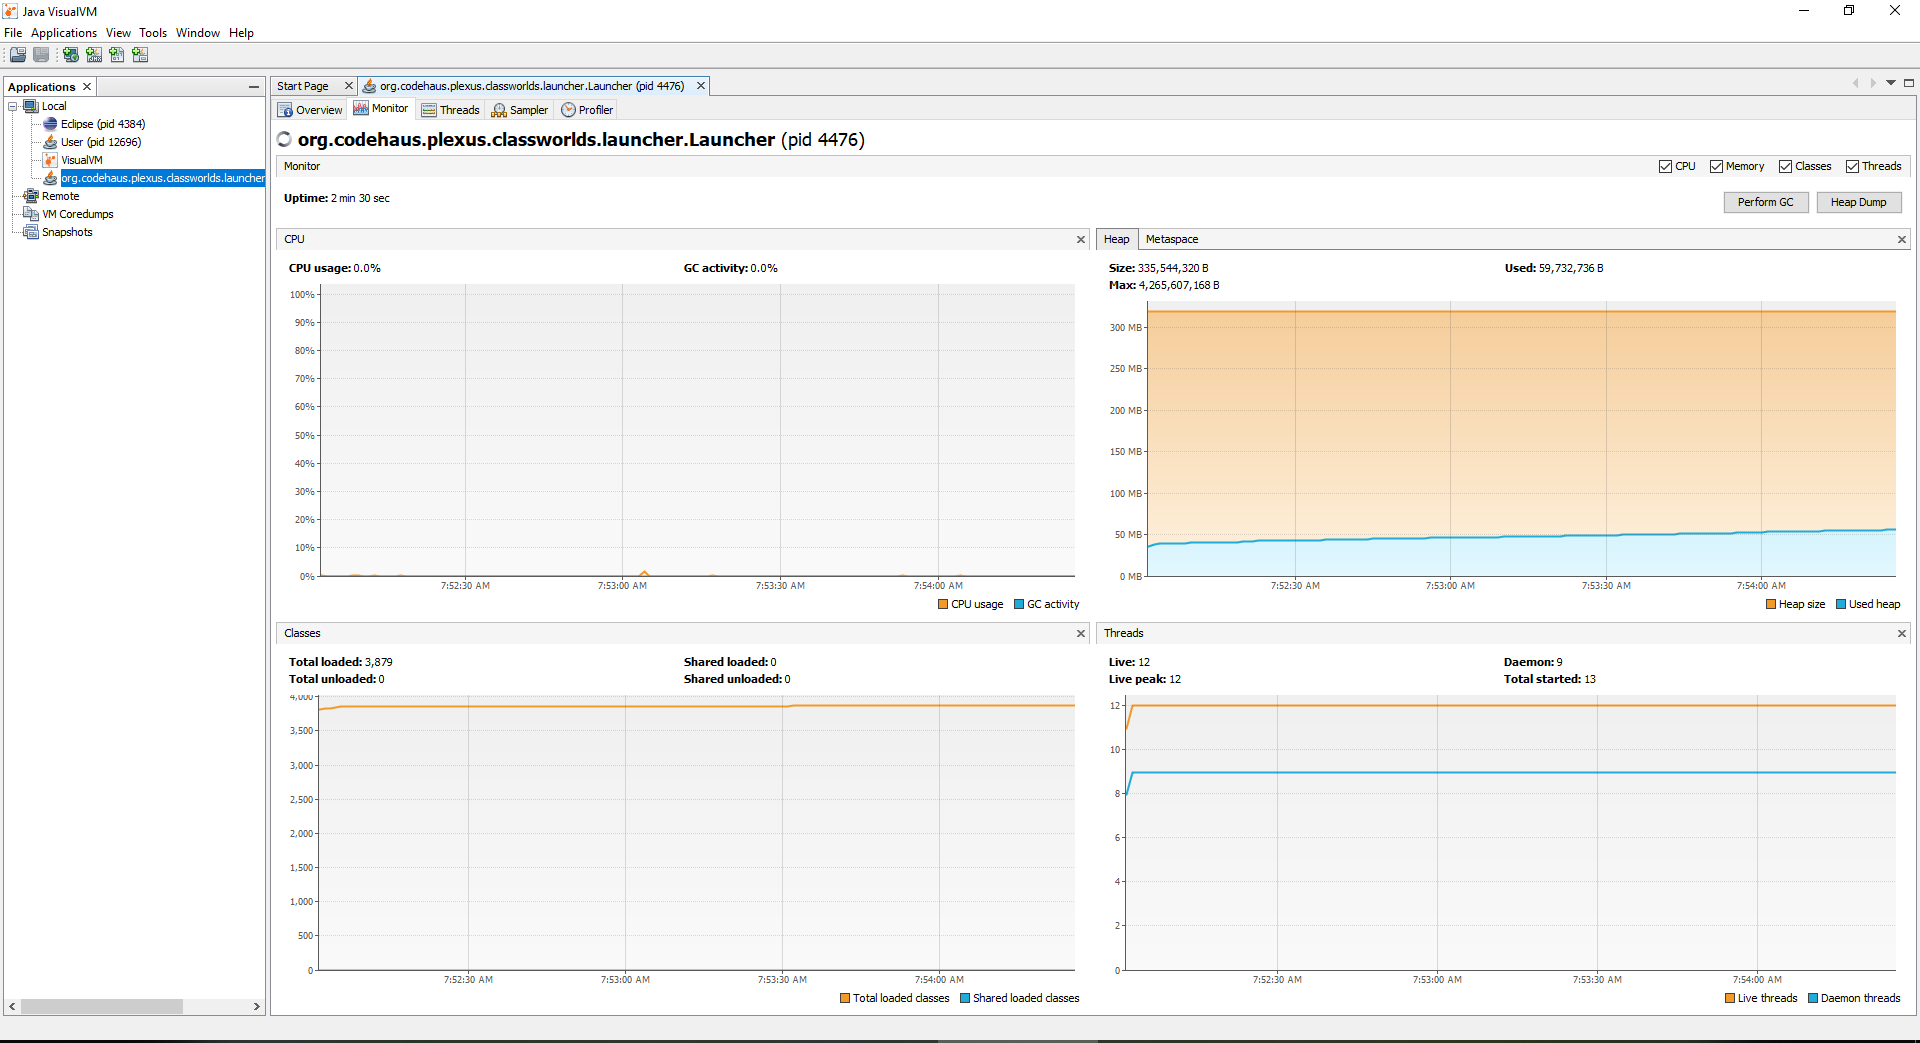 Java VisualVM
File Applications View Tools Window Help
Applications
Local
Eclipse (pid 4384)
User (pid 12696)
VisualVM
org.codehaus.plexus.classworlds.launcher
Remote
VM Coredumps
Snapshots
Start Page org.codehaus.plexus.classworlds.launcher.Launcher (pid 4476)
Overview Monitor Threads Sampler Profiler
org.codehaus.plexus.classworlds.launcher.Launcher (pid 4476)
Monitor CPU Memory Classes Threads
Uptime: 2 min 30 sec
Perform GC Heap Dump
CPU
CPU usage: 0.0% GC activity: 0.0%
100%
90%
80%
70%
60%
50%
40%
30%
20%
10%
0%
7:52:30 AM 7:53:00 AM 7:53:30 AM 7:54:00 AM
CPU usage GC activity
Heap Metaspace
Size: 335,544,320 B Used: 59,732,736 B
Max: 4,265,607,168 B
300 MB
250 MB
200 MB
150 MB
100 MB
50 MB
0 MB
7:52:30 AM 7:53:00 AM 7:53:30 AM 7:54:00 AM
Heap size Used heap
Classes
Total loaded: 3,879 Shared loaded: 0
Total unloaded: 0 Shared unloaded: 0
4,000
3,500
3,000
2,500
2,000
1,500
1,000
500
0
7:52:30 AM 7:53:00 AM 7:53:30 AM 7:54:00 AM
Total loaded classes Shared loaded classes
Threads
Live: 12 Daemon: 9
Live peak: 12 Total started: 13
12
10
8
6
4
2
0
7:52:30 AM 7:53:00 AM 7:53:30 AM 7:54:00 AM
Live threads Daemon threads